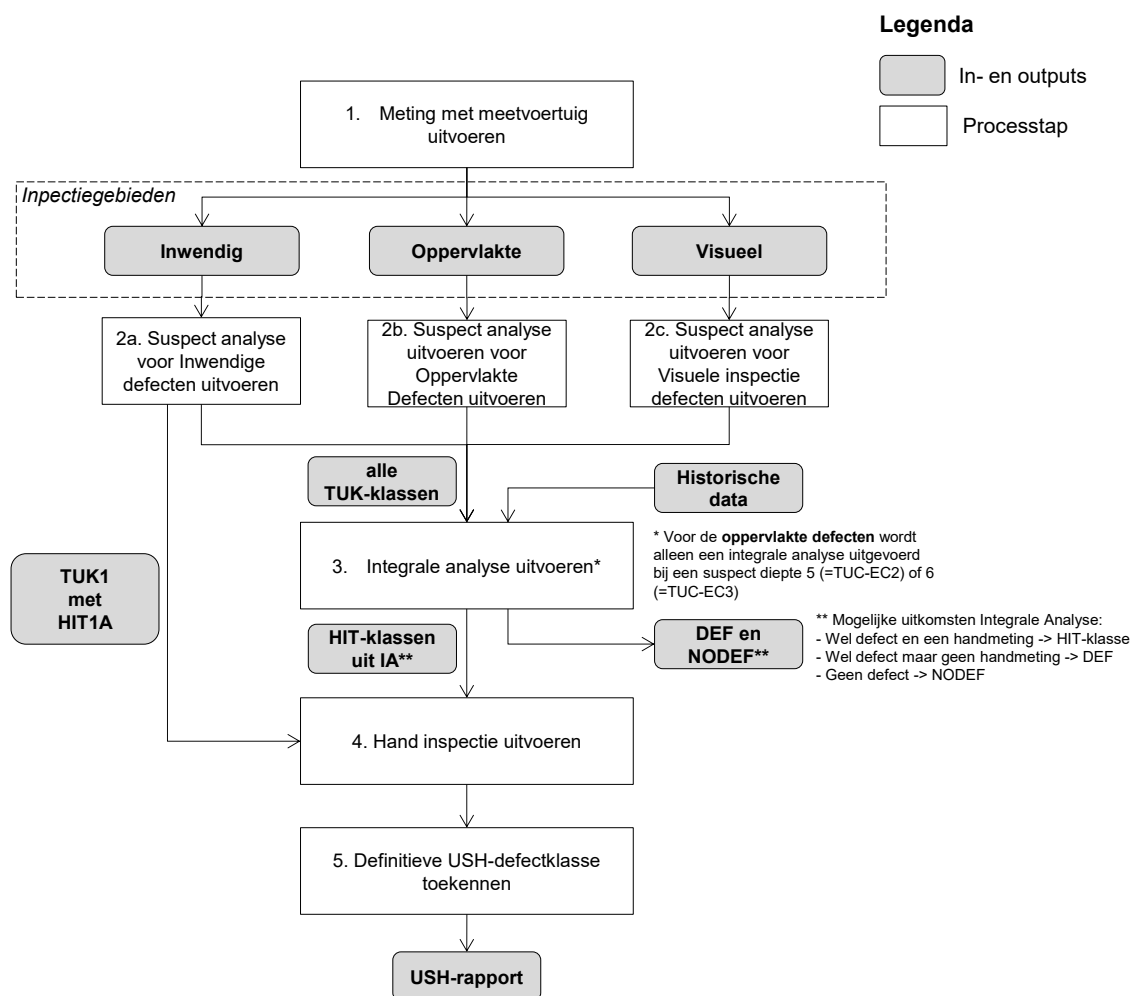 Legenda
In- en outputs
Processtap
1. Meting met meetvoertuig
uitvoeren
Inpectiegebieden
Inwendig
Oppervlakte
Visueel
2a. Suspect analyse
voor Inwendige
defecten uitvoeren
2b. Suspect analyse
uitvoeren voor
Oppervlakte
Defecten uitvoeren
2c. Suspect analyse
uitvoeren voor
Visuele inspectie
defecten uitvoeren
alle
TUK-klassen
Historische
data
3. Integrale analyse uitvoeren*
* Voor de oppervlakte defecten wordt
alleen een integrale analyse uitgevoerd
bij een suspect diepte 5 (=TUC-EC2) of 6
(=TUC-EC3)
TUK1
met
HIT1A
HIT-klassen
uit IA**
DEF en
NODEF**
** Mogelijke uitkomsten Integrale Analyse:
- Wel defect en een handmeting -> HIT-klasse
- Wel defect maar geen handmeting -> DEF
- Geen defect -> NODEF
4. Hand inspectie uitvoeren
5. Definitieve USH-defectklasse
toekennen
USH-rapport